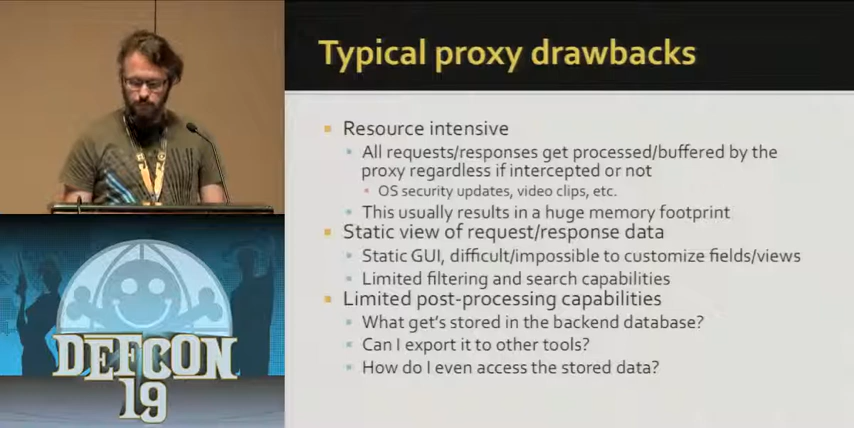 Typical proxy drawbacks
Resource intensive
All requests/responses get processed/buffered by the
proxy regardless if intercepted or not
OS security updates, video clips, etc.
This usually results in a huge memory footprint
Static view of request/response data
Static GUI, difficult/impossible to customize fields/views
Limited filtering and search capabilities
Limited post-processing capabilities
What get's stored in the backend database?
Can I export it to other tools?
How do I even access the stored data?
DEFCON
19